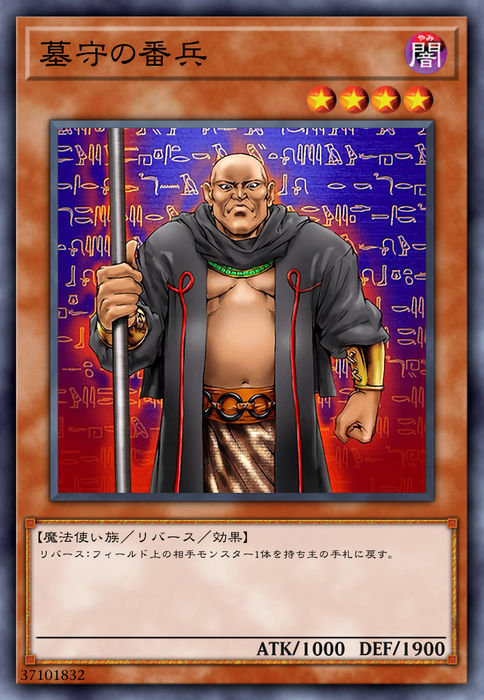 墓守の番兵
やみ
闇
【魔法使い族／リバース／効果】
リバース：フィールド上の相手モンスター1体を持ち主の手札に戻す。
ATK/1000 DEF/1900
37101832